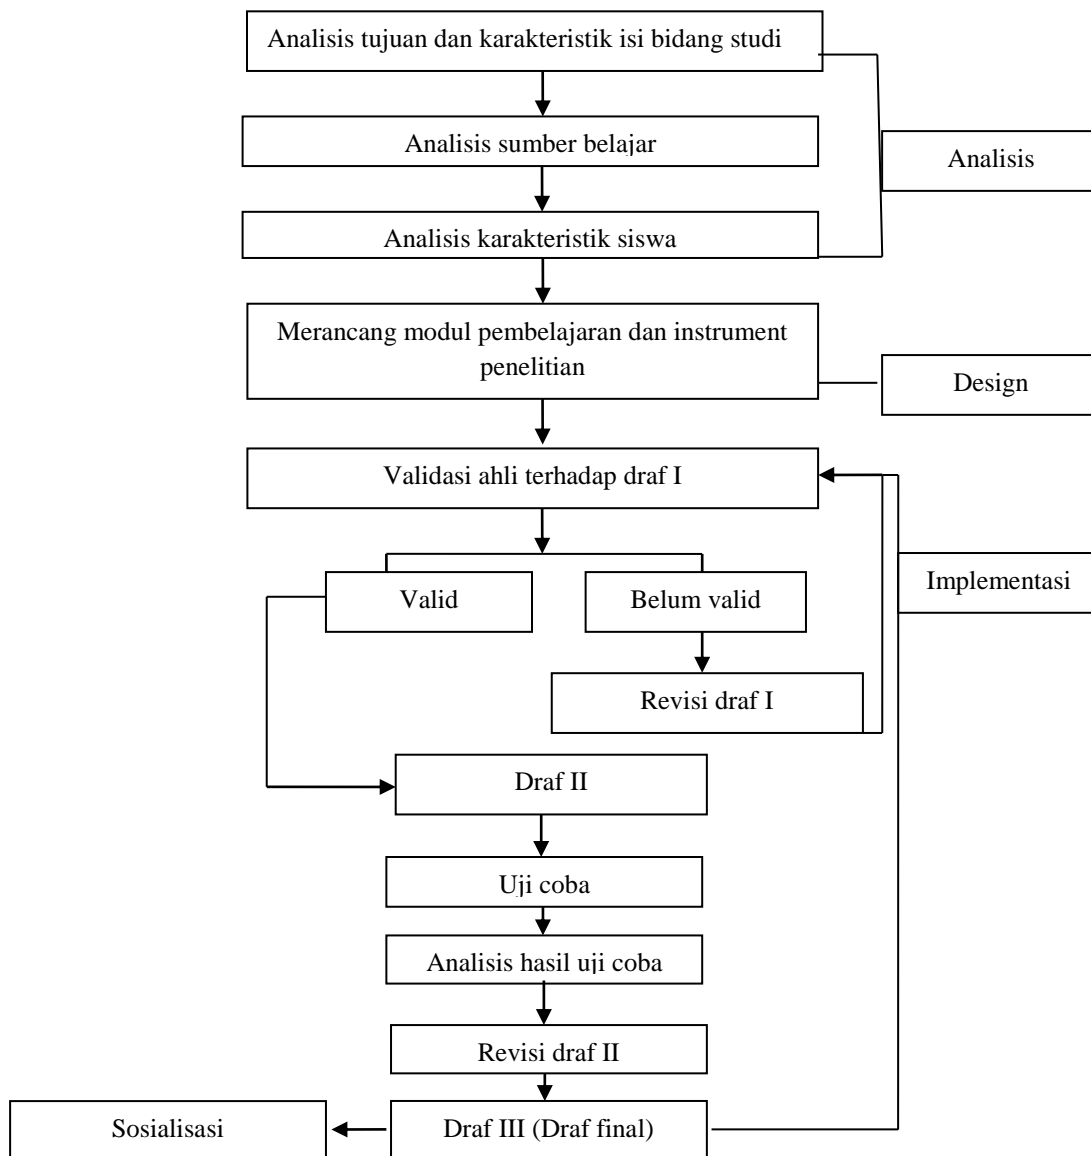 Analisis tujuan dan karakteristik isi bidang studi
Analisis sumber belajar
Analisis
Analisis karakteristik siswa
Merancang modul pembelajaran dan instrument
penelitian
Design
Validasi ahli terhadap draf I
Implementasi
Valid
Belum valid
Revisi draf I
Draf II
Uji coba
Analisis hasil uji coba
Revisi draf II
Sosialisasi
Draf III (Draf final)